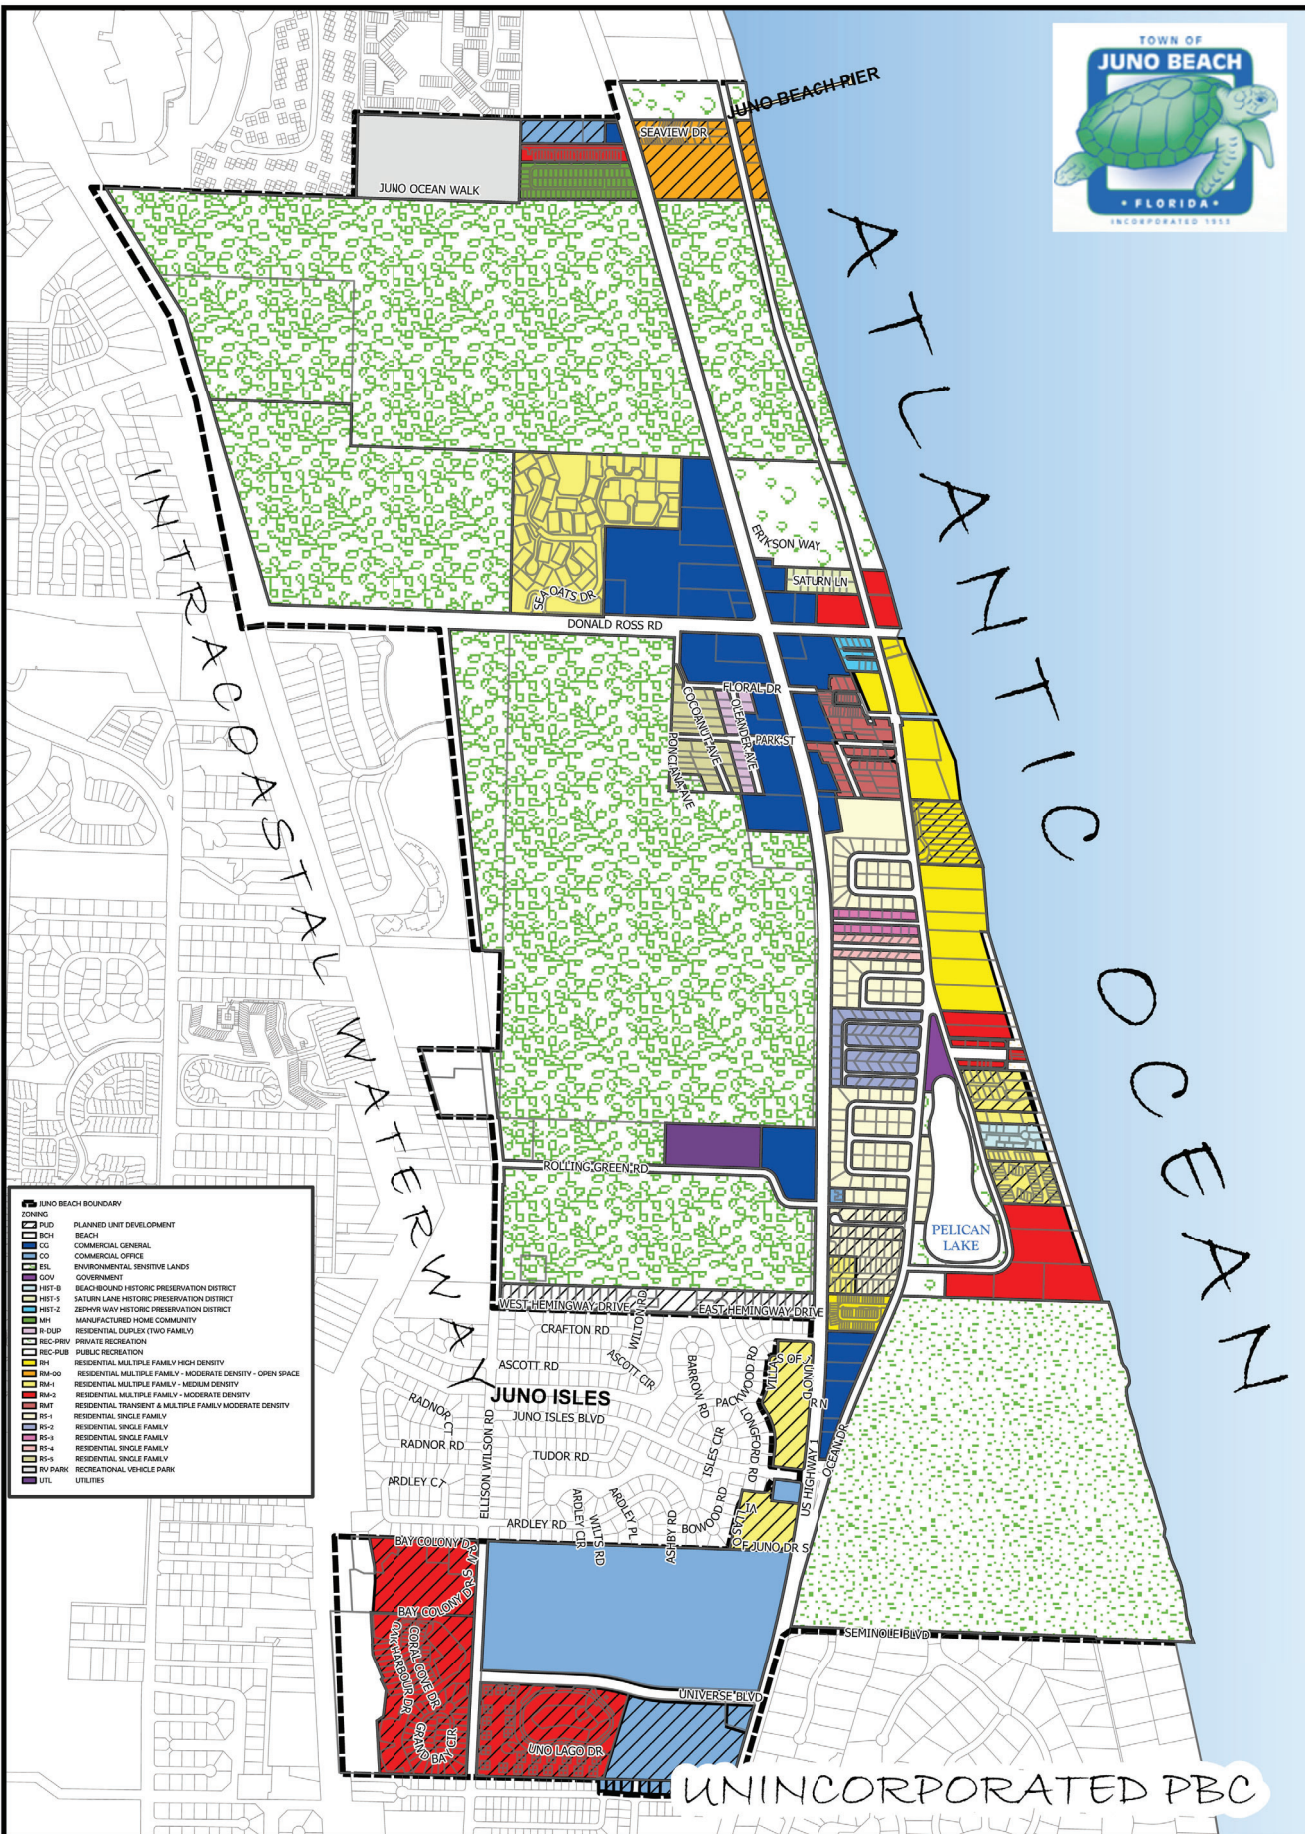 TOWN OF
JUNO BEACH
FLORIDA
INCORPORATED 1953
JUNO BEACH PIER
SEAVIEW DR
JUNO OCEAN WALK
ATLANTIC OCEAN
INTRACOASTAL WATERWAY
ERIKSON WAY
SATURN LN
SEA OATS DR
DONALD ROSS RD
FLORAL DR
COCOANUT AVE
OLEANDER AVE
PARK ST
PONCIANA AVE
ROLLING GREEN RD
PELICAN
LAKE
WEST HEMINGWAY DRIVE
EAST HEMINGWAY DRIVE
WILTON RD
CRAFTON RD
ASCOTT RD
ASCOTT CIR
BARROW RD
PACKWOOD RD
VILLAS OF JUNO DR N
JUNO ISLES
JUNO ISLES BLVD
RADNOR CT
RADNOR RD
TUDOR RD
ISLES CIR
LONGFORD RD
ELLISON WILSON RD
ARDLEY CT
ARDLEY RD
ARDLEY CIR
WILTS RD
ARDLEY PL
ASHBY RD
BOWOOD RD
VILLAS OF JUNO DR S
US HIGHWAY 1
OCEAN DR
BAY COLONY DR N
BAY COLONY DR S
CORAL COVE DR
OAK HARBOUR DR
GRAND BAY CIR
UNO LAGO DR
UNIVERSE BLVD
SEMINOLE BLVD
UNINCORPORATED PBC
JUNO BEACH BOUNDARY
ZONING
PUD PLANNED UNIT DEVELOPMENT
BCH BEACH
CG COMMERCIAL GENERAL
CO COMMERCIAL OFFICE
ESL ENVIRONMENTAL SENSITIVE LANDS
GOV GOVERNMENT
HIST-B BEACHBOUND HISTORIC PRESERVATION DISTRICT
HIST-S SATURN LANE HISTORIC PRESERVATION DISTRICT
HIST-Z ZEPHYR WAY HISTORIC PRESERVATION DISTRICT
MH MANUFACTURED HOME COMMUNITY
R-DUP RESIDENTIAL DUPLEX (TWO FAMILY)
REC-PRIV PRIVATE RECREATION
REC-PUB PUBLIC RECREATION
RH RESIDENTIAL MULTIPLE FAMILY HIGH DENSITY
RM-00 RESIDENTIAL MULTIPLE FAMILY - MODERATE DENSITY - OPEN SPACE
RM-1 RESIDENTIAL MULTIPLE FAMILY - MEDIUM DENSITY
RM-2 RESIDENTIAL MULTIPLE FAMILY - MODERATE DENSITY
RMT RESIDENTIAL TRANSIENT & MULTIPLE FAMILY MODERATE DENSITY
RS-1 RESIDENTIAL SINGLE FAMILY
RS-2 RESIDENTIAL SINGLE FAMILY
RS-3 RESIDENTIAL SINGLE FAMILY
RS-4 RESIDENTIAL SINGLE FAMILY
RS-5 RESIDENTIAL SINGLE FAMILY
RV PARK RECREATIONAL VEHICLE PARK
UTL UTILITIES